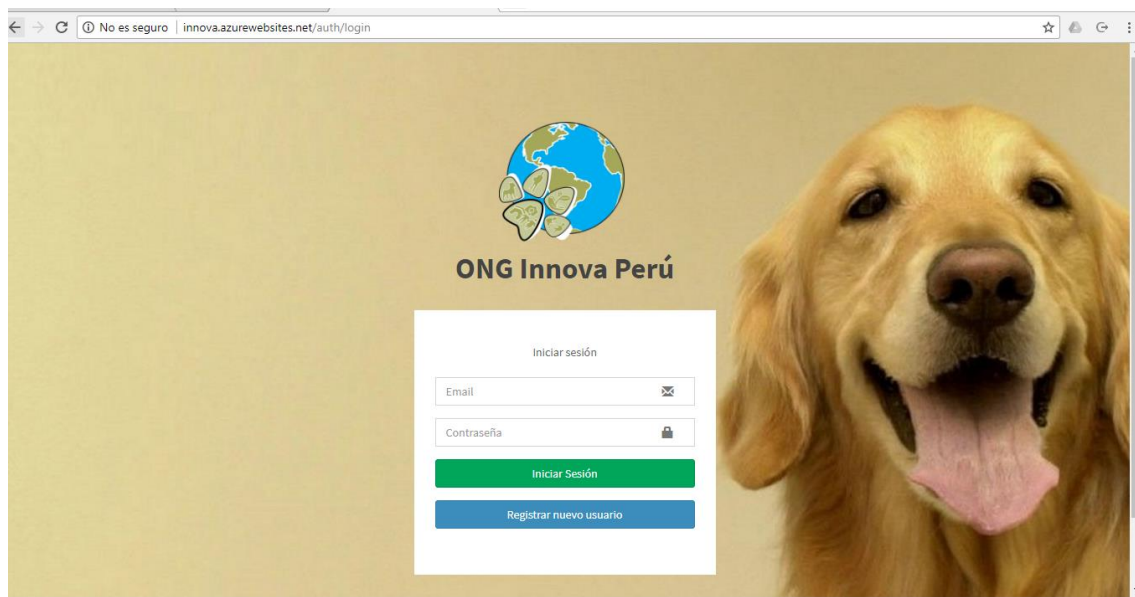 No es seguro | innova.azurewebsites.net/auth/login
ONG Innova Perú
Iniciar sesión
Email
Contraseña
Iniciar Sesión
Registrar nuevo usuario